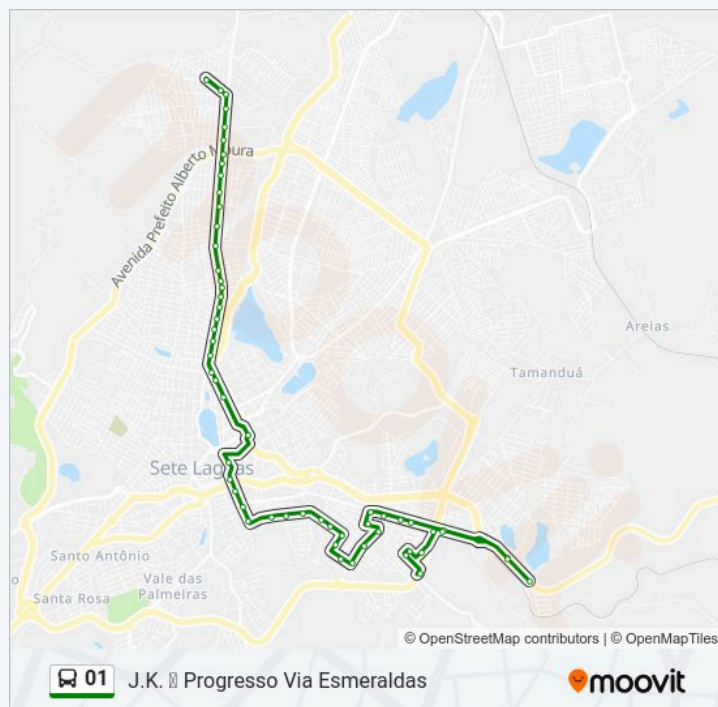 Avenida Prefeito Alberto Moura
Areias
Tamanduá
Sete Lagoas
Santo Antônio
Vale das
Palmeiras
Santa Rosa
© OpenStreetMap contributors | © OpenMapTiles
01 J.K. Progresso Via Esmeraldas
moovit